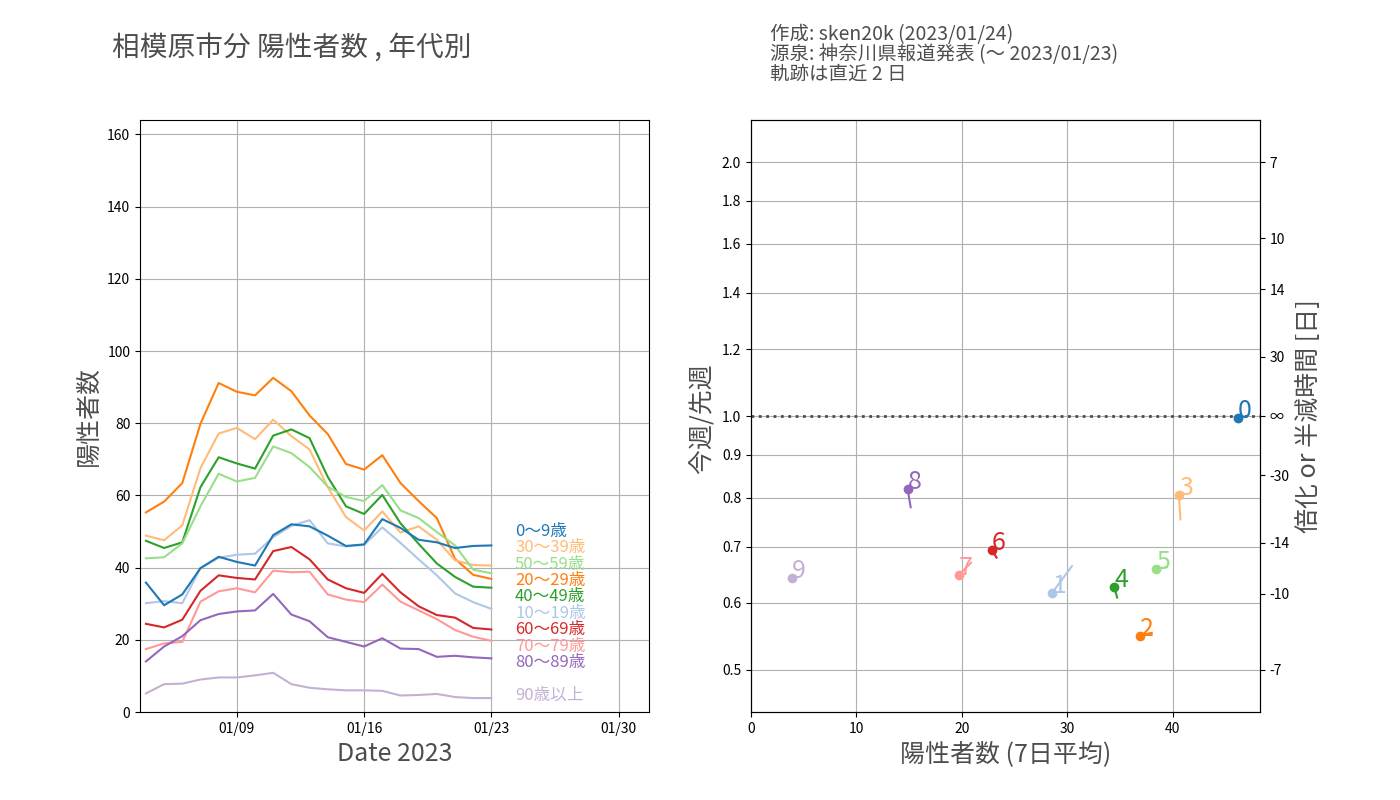 相模原市分 陽性者数 , 年代別
作成: sken20k (2023/01/24)
源泉: 神奈川県報道発表 (〜 2023/01/23)
軌跡は直近 2 日
陽性者数
160
140
120
100
80
60
40
20
0
01/09
01/16
01/23
01/30
Date 2023
0〜9歳
30〜39歳
50〜59歳
20〜29歳
40〜49歳
10〜19歳
60〜69歳
70〜79歳
80〜89歳
90歳以上
今週/先週
2.0
1.8
1.6
1.4
1.2
1.0
0.9
0.8
0.7
0.6
0.5
0
10
20
30
40
陽性者数 (7日平均)
0
8
3
6
7
9
5
4
1
2
7
10
14
30
∞
-30
-14
-10
-7
倍化 or 半減時間 [日]